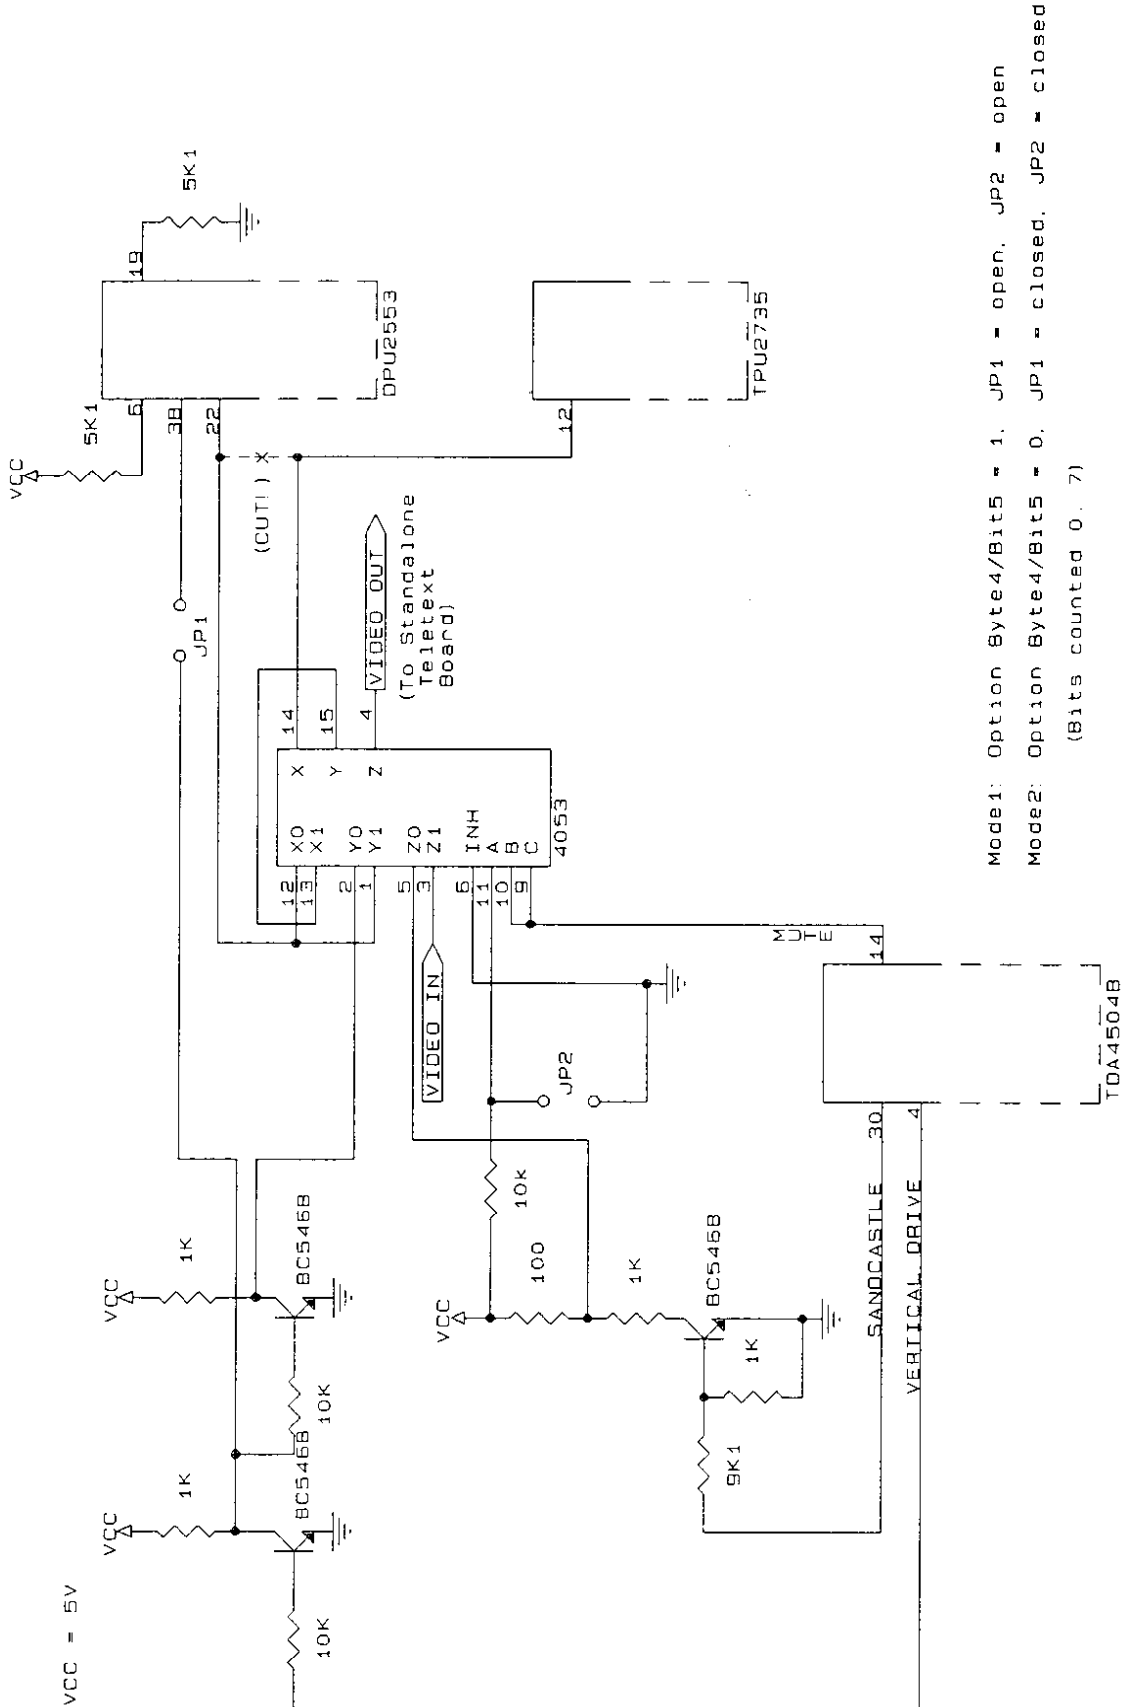 VCC = 5V
VCC
1K
10K
BC546B
VCC
1K
10K
BC546B
VCC
5K1
6
38
22
19
5K1
DPU2553
JP1
(CUT!)
X
12
TPU2735
VIDEO OUT
(To Standalone
Teletext
Board)
14
15
4
X
Y
Z
12
13
2
1
5
3
6
11
10
9
X0
X1
Y0
Y1
Z0
Z1
INH
A
B
C
4053
VIDEO IN
JP2
10K
VCC
100
1K
BC546B
1K
9K1
MUTE
14
30
4
SANDCASTLE
VERTICAL DRIVE
TDA4504B
Mode1: Option Byte4/Bit5 = 1, JP1 = open, JP2 = open
Mode2: Option Byte4/Bit5 = 0, JP1 = closed, JP2 = closed
(Bits counted 0. 7)